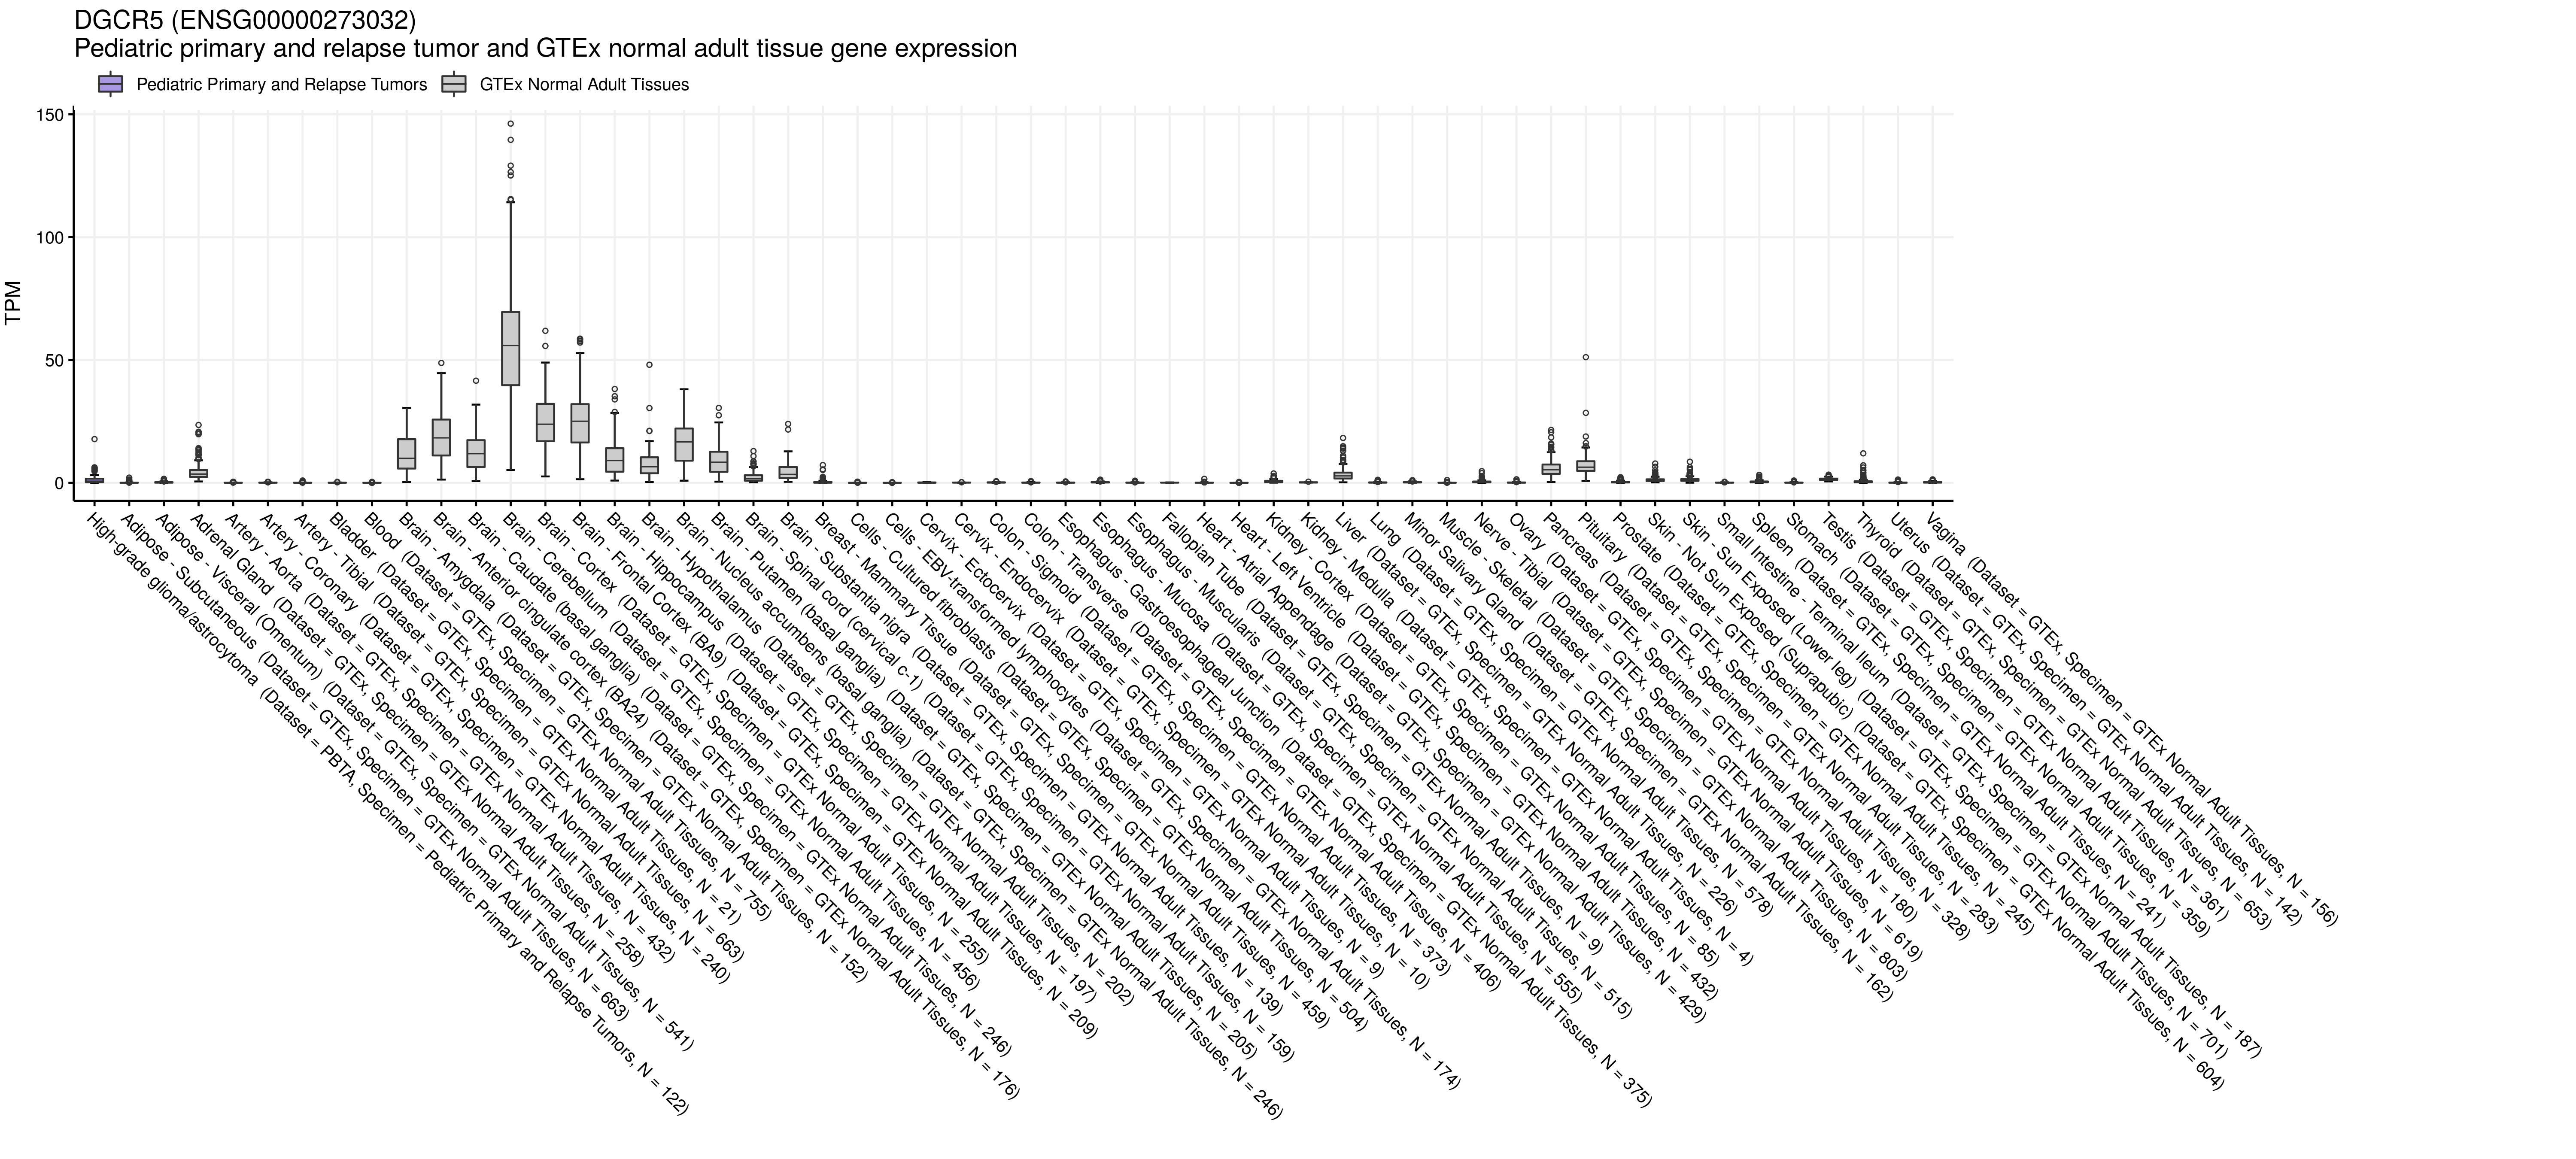 DGCR5 (ENSG00000273032)
Pediatric primary and relapse tumor and GTEx normal adult tissue gene expression
Pediatric Primary and Relapse Tumors
GTEx Normal Adult Tissues
TPM
150
100
50
0
High-grade glioma/astrocytoma (Dataset = PBTA, Specimen = Pediatric Primary and Relapse Tumors, N = 122)
Adipose - Subcutaneous (Dataset = GTEx, Specimen = GTEx Normal Adult Tissues, N = 663)
Adipose - Visceral (Omentum) (Dataset = GTEx, Specimen = GTEx Normal Adult Tissues, N = 541)
Adrenal Gland (Dataset = GTEx, Specimen = GTEx Normal Adult Tissues, N = 258)
Artery - Aorta (Dataset = GTEx, Specimen = GTEx Normal Adult Tissues, N = 432)
Artery - Coronary (Dataset = GTEx, Specimen = GTEx Normal Adult Tissues, N = 240)
Artery - Tibial (Dataset = GTEx, Specimen = GTEx Normal Adult Tissues, N = 663)
Bladder (Dataset = GTEx, Specimen = GTEx Normal Adult Tissues, N = 21)
Blood (Dataset = GTEx, Specimen = GTEx Normal Adult Tissues, N = 755)
Brain - Amygdala (Dataset = GTEx, Specimen = GTEx Normal Adult Tissues, N = 152)
Brain - Anterior cingulate cortex (BA24) (Dataset = GTEx, Specimen = GTEx Normal Adult Tissues, N = 176)
Brain - Caudate (basal ganglia) (Dataset = GTEx, Specimen = GTEx Normal Adult Tissues, N = 246)
Brain - Cerebellum (Dataset = GTEx, Specimen = GTEx Normal Adult Tissues, N = 456)
Brain - Cortex (Dataset = GTEx, Specimen = GTEx Normal Adult Tissues, N = 255)
Brain - Frontal Cortex (BA9) (Dataset = GTEx, Specimen = GTEx Normal Adult Tissues, N = 209)
Brain - Hippocampus (Dataset = GTEx, Specimen = GTEx Normal Adult Tissues, N = 197)
Brain - Hypothalamus (Dataset = GTEx, Specimen = GTEx Normal Adult Tissues, N = 202)
Brain - Nucleus accumbens (basal ganglia) (Dataset = GTEx, Specimen = GTEx Normal Adult Tissues, N = 246)
Brain - Putamen (basal ganglia) (Dataset = GTEx, Specimen = GTEx Normal Adult Tissues, N = 205)
Brain - Spinal cord (cervical c-1) (Dataset = GTEx, Specimen = GTEx Normal Adult Tissues, N = 159)
Brain - Substantia nigra (Dataset = GTEx, Specimen = GTEx Normal Adult Tissues, N = 139)
Breast - Mammary Tissue (Dataset = GTEx, Specimen = GTEx Normal Adult Tissues, N = 459)
Cells - Cultured fibroblasts (Dataset = GTEx, Specimen = GTEx Normal Adult Tissues, N = 504)
Cells - EBV-transformed lymphocytes (Dataset = GTEx, Specimen = GTEx Normal Adult Tissues, N = 174)
Cervix - Ectocervix (Dataset = GTEx, Specimen = GTEx Normal Adult Tissues, N = 9)
Cervix - Endocervix (Dataset = GTEx, Specimen = GTEx Normal Adult Tissues, N = 10)
Colon - Sigmoid (Dataset = GTEx, Specimen = GTEx Normal Adult Tissues, N = 373)
Colon - Transverse (Dataset = GTEx, Specimen = GTEx Normal Adult Tissues, N = 406)
Esophagus - Gastroesophageal Junction (Dataset = GTEx, Specimen = GTEx Normal Adult Tissues, N = 375)
Esophagus - Mucosa (Dataset = GTEx, Specimen = GTEx Normal Adult Tissues, N = 555)
Esophagus - Muscularis (Dataset = GTEx, Specimen = GTEx Normal Adult Tissues, N = 515)
Fallopian Tube (Dataset = GTEx, Specimen = GTEx Normal Adult Tissues, N = 9)
Heart - Atrial Appendage (Dataset = GTEx, Specimen = GTEx Normal Adult Tissues, N = 429)
Heart - Left Ventricle (Dataset = GTEx, Specimen = GTEx Normal Adult Tissues, N = 432)
Kidney - Cortex (Dataset = GTEx, Specimen = GTEx Normal Adult Tissues, N = 85)
Kidney - Medulla (Dataset = GTEx, Specimen = GTEx Normal Adult Tissues, N = 4)
Liver (Dataset = GTEx, Specimen = GTEx Normal Adult Tissues, N = 226)
Lung (Dataset = GTEx, Specimen = GTEx Normal Adult Tissues, N = 578)
Minor Salivary Gland (Dataset = GTEx, Specimen = GTEx Normal Adult Tissues, N = 162)
Muscle - Skeletal (Dataset = GTEx, Specimen = GTEx Normal Adult Tissues, N = 803)
Nerve - Tibial (Dataset = GTEx, Specimen = GTEx Normal Adult Tissues, N = 619)
Ovary (Dataset = GTEx, Specimen = GTEx Normal Adult Tissues, N = 180)
Pancreas (Dataset = GTEx, Specimen = GTEx Normal Adult Tissues, N = 328)
Pituitary (Dataset = GTEx, Specimen = GTEx Normal Adult Tissues, N = 283)
Prostate (Dataset = GTEx, Specimen = GTEx Normal Adult Tissues, N = 245)
Skin - Not Sun Exposed (Suprapubic) (Dataset = GTEx, Specimen = GTEx Normal Adult Tissues, N = 604)
Skin - Sun Exposed (Lower leg) (Dataset = GTEx, Specimen = GTEx Normal Adult Tissues, N = 701)
Small Intestine - Terminal Ileum (Dataset = GTEx, Specimen = GTEx Normal Adult Tissues, N = 187)
Spleen (Dataset = GTEx, Specimen = GTEx Normal Adult Tissues, N = 241)
Stomach (Dataset = GTEx, Specimen = GTEx Normal Adult Tissues, N = 359)
Testis (Dataset = GTEx, Specimen = GTEx Normal Adult Tissues, N = 361)
Thyroid (Dataset = GTEx, Specimen = GTEx Normal Adult Tissues, N = 653)
Uterus (Dataset = GTEx, Specimen = GTEx Normal Adult Tissues, N = 142)
Vagina (Dataset = GTEx, Specimen = GTEx Normal Adult Tissues, N = 156)